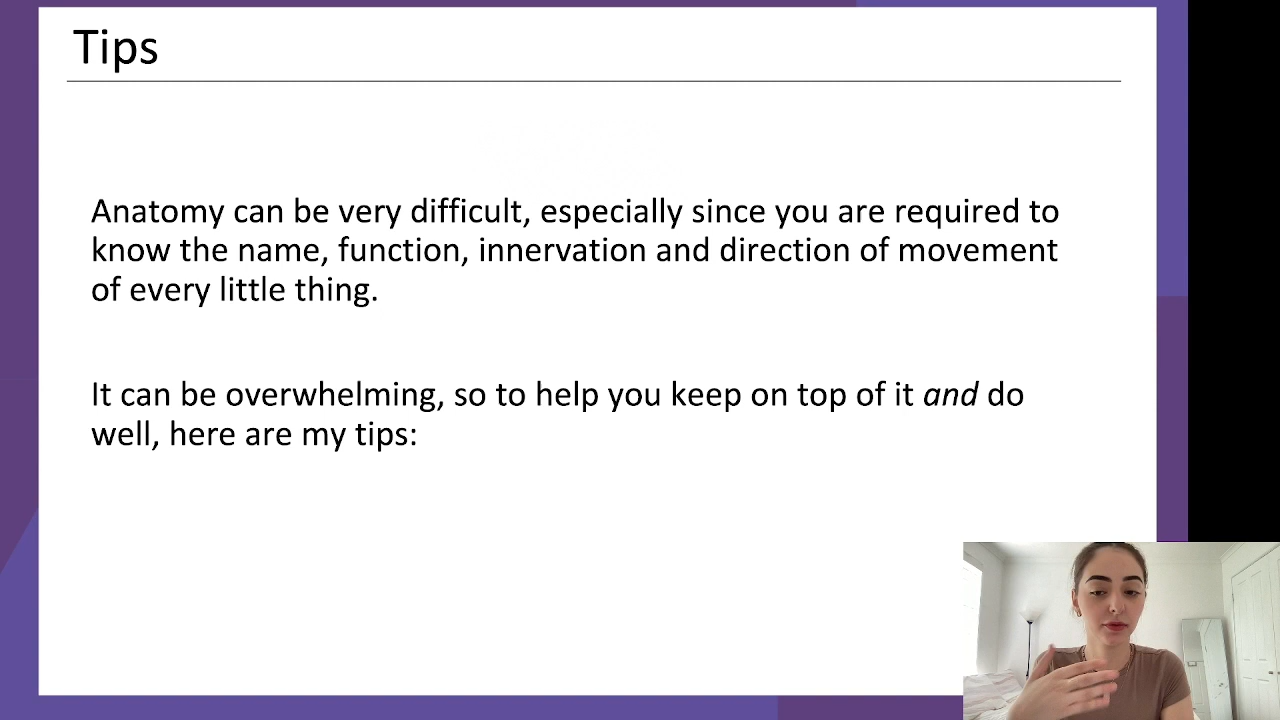 Tips
Anatomy can be very difficult, especially since you are required to
know the name, function, innervation and direction of movement
of every little thing.
It can be overwhelming, so to help you keep on top of it and do
well, here are my tips: